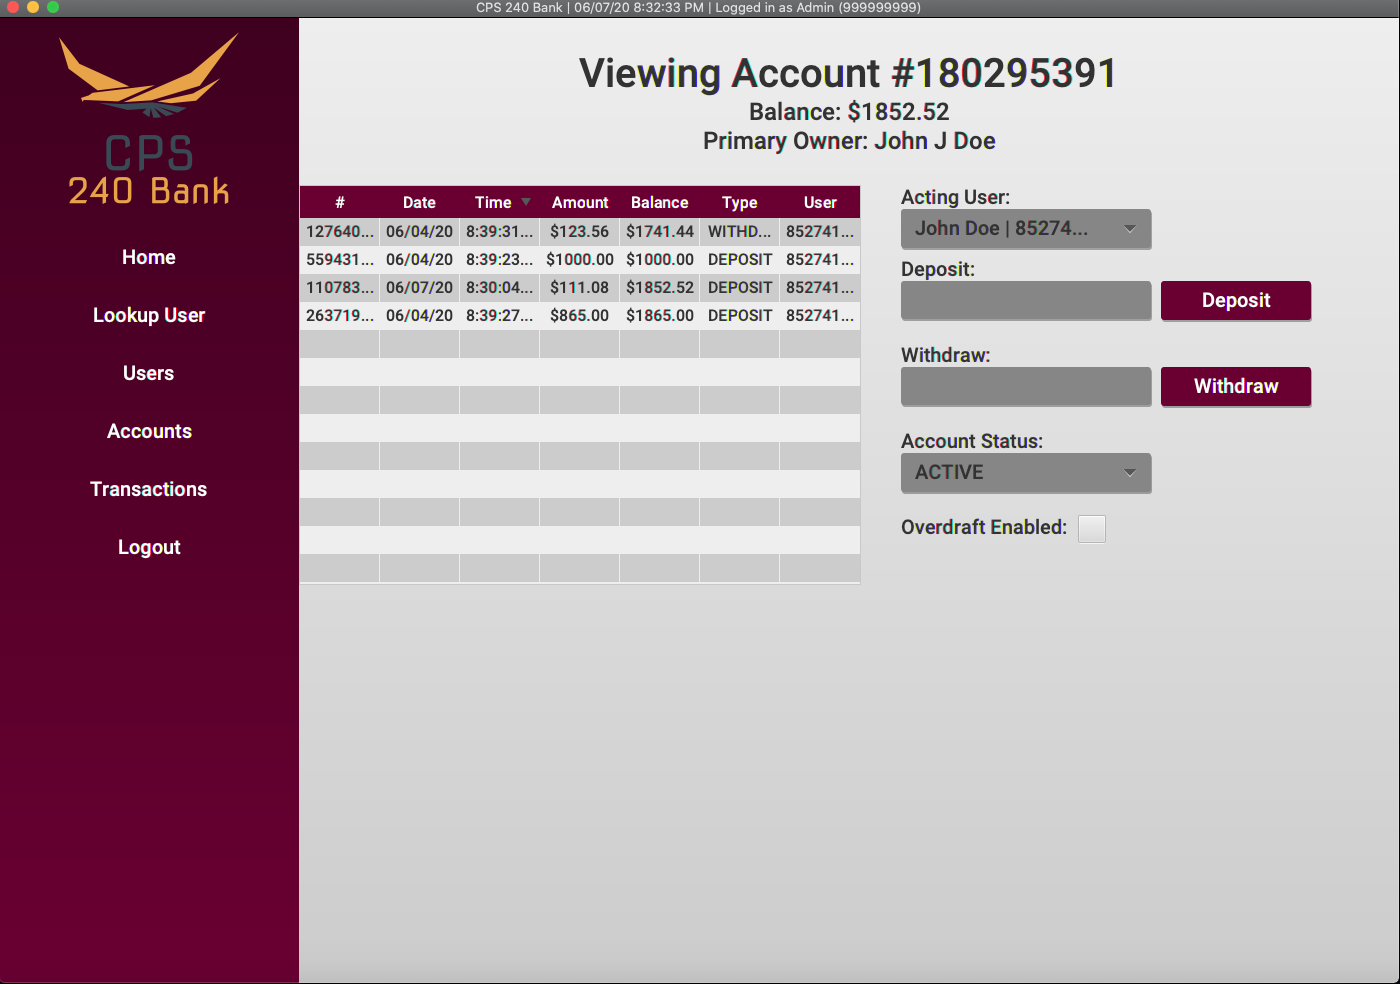 CPS 240 Bank | 06/07/20 8:32:33 PM | Logged in as Admin (999999999)
CPS
240 Bank
Home
Lookup User
Users
Accounts
Transactions
Logout
Viewing Account #180295391
Balance: $1852.52
Primary Owner: John J Doe
# Date Time Amount Balance Type User
127640... 06/04/20 8:39:31... $123.56 $1741.44 WITHD... 852741...
559431... 06/04/20 8:39:23... $1000.00 $1000.00 DEPOSIT 852741...
110783... 06/07/20 8:30:04... $111.08 $1852.52 DEPOSIT 852741...
263719... 06/04/20 8:39:27... $865.00 $1865.00 DEPOSIT 852741...
Acting User:
John Doe | 85274...
Deposit:
Deposit
Withdraw:
Withdraw
Account Status:
ACTIVE
Overdraft Enabled: